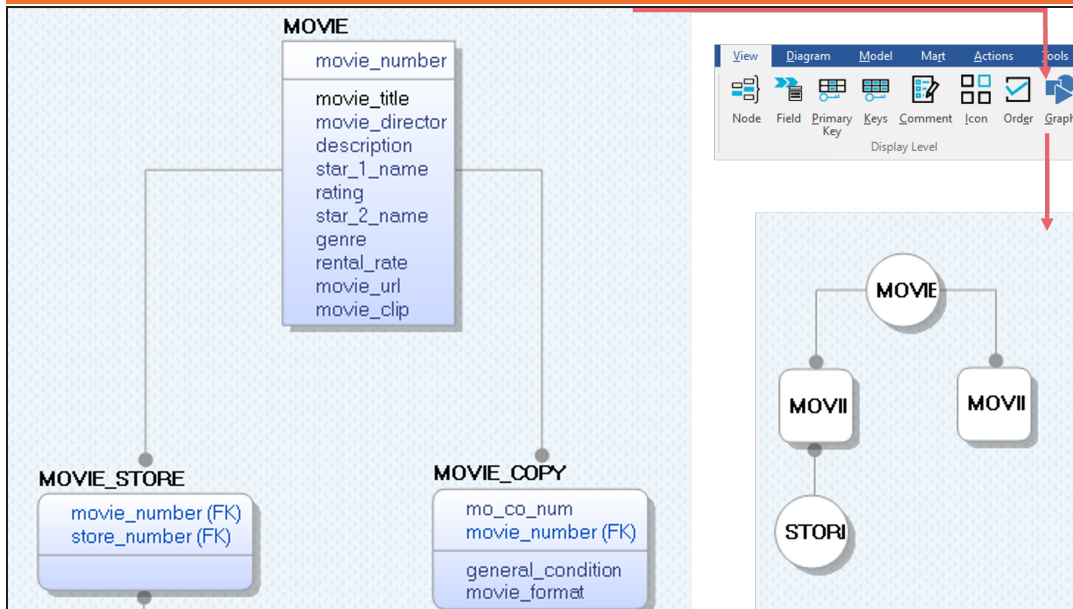 MOVIE
movie_number
movie_title
movie_director
description
star_1_name
rating
star_2_name
genre
rental_rate
movie_url
movie_clip
MOVIE_STORE
movie_number (FK)
store_number (FK)
MOVIE_COPY
mo_co_num
movie_number (FK)
general_condition
movie_format
View Diagram Model Mart Actions Tools
Node Field Primary Key Keys Comment Icon Order Graph
Display Level
MOVIE
MOVII
MOVII
STORI